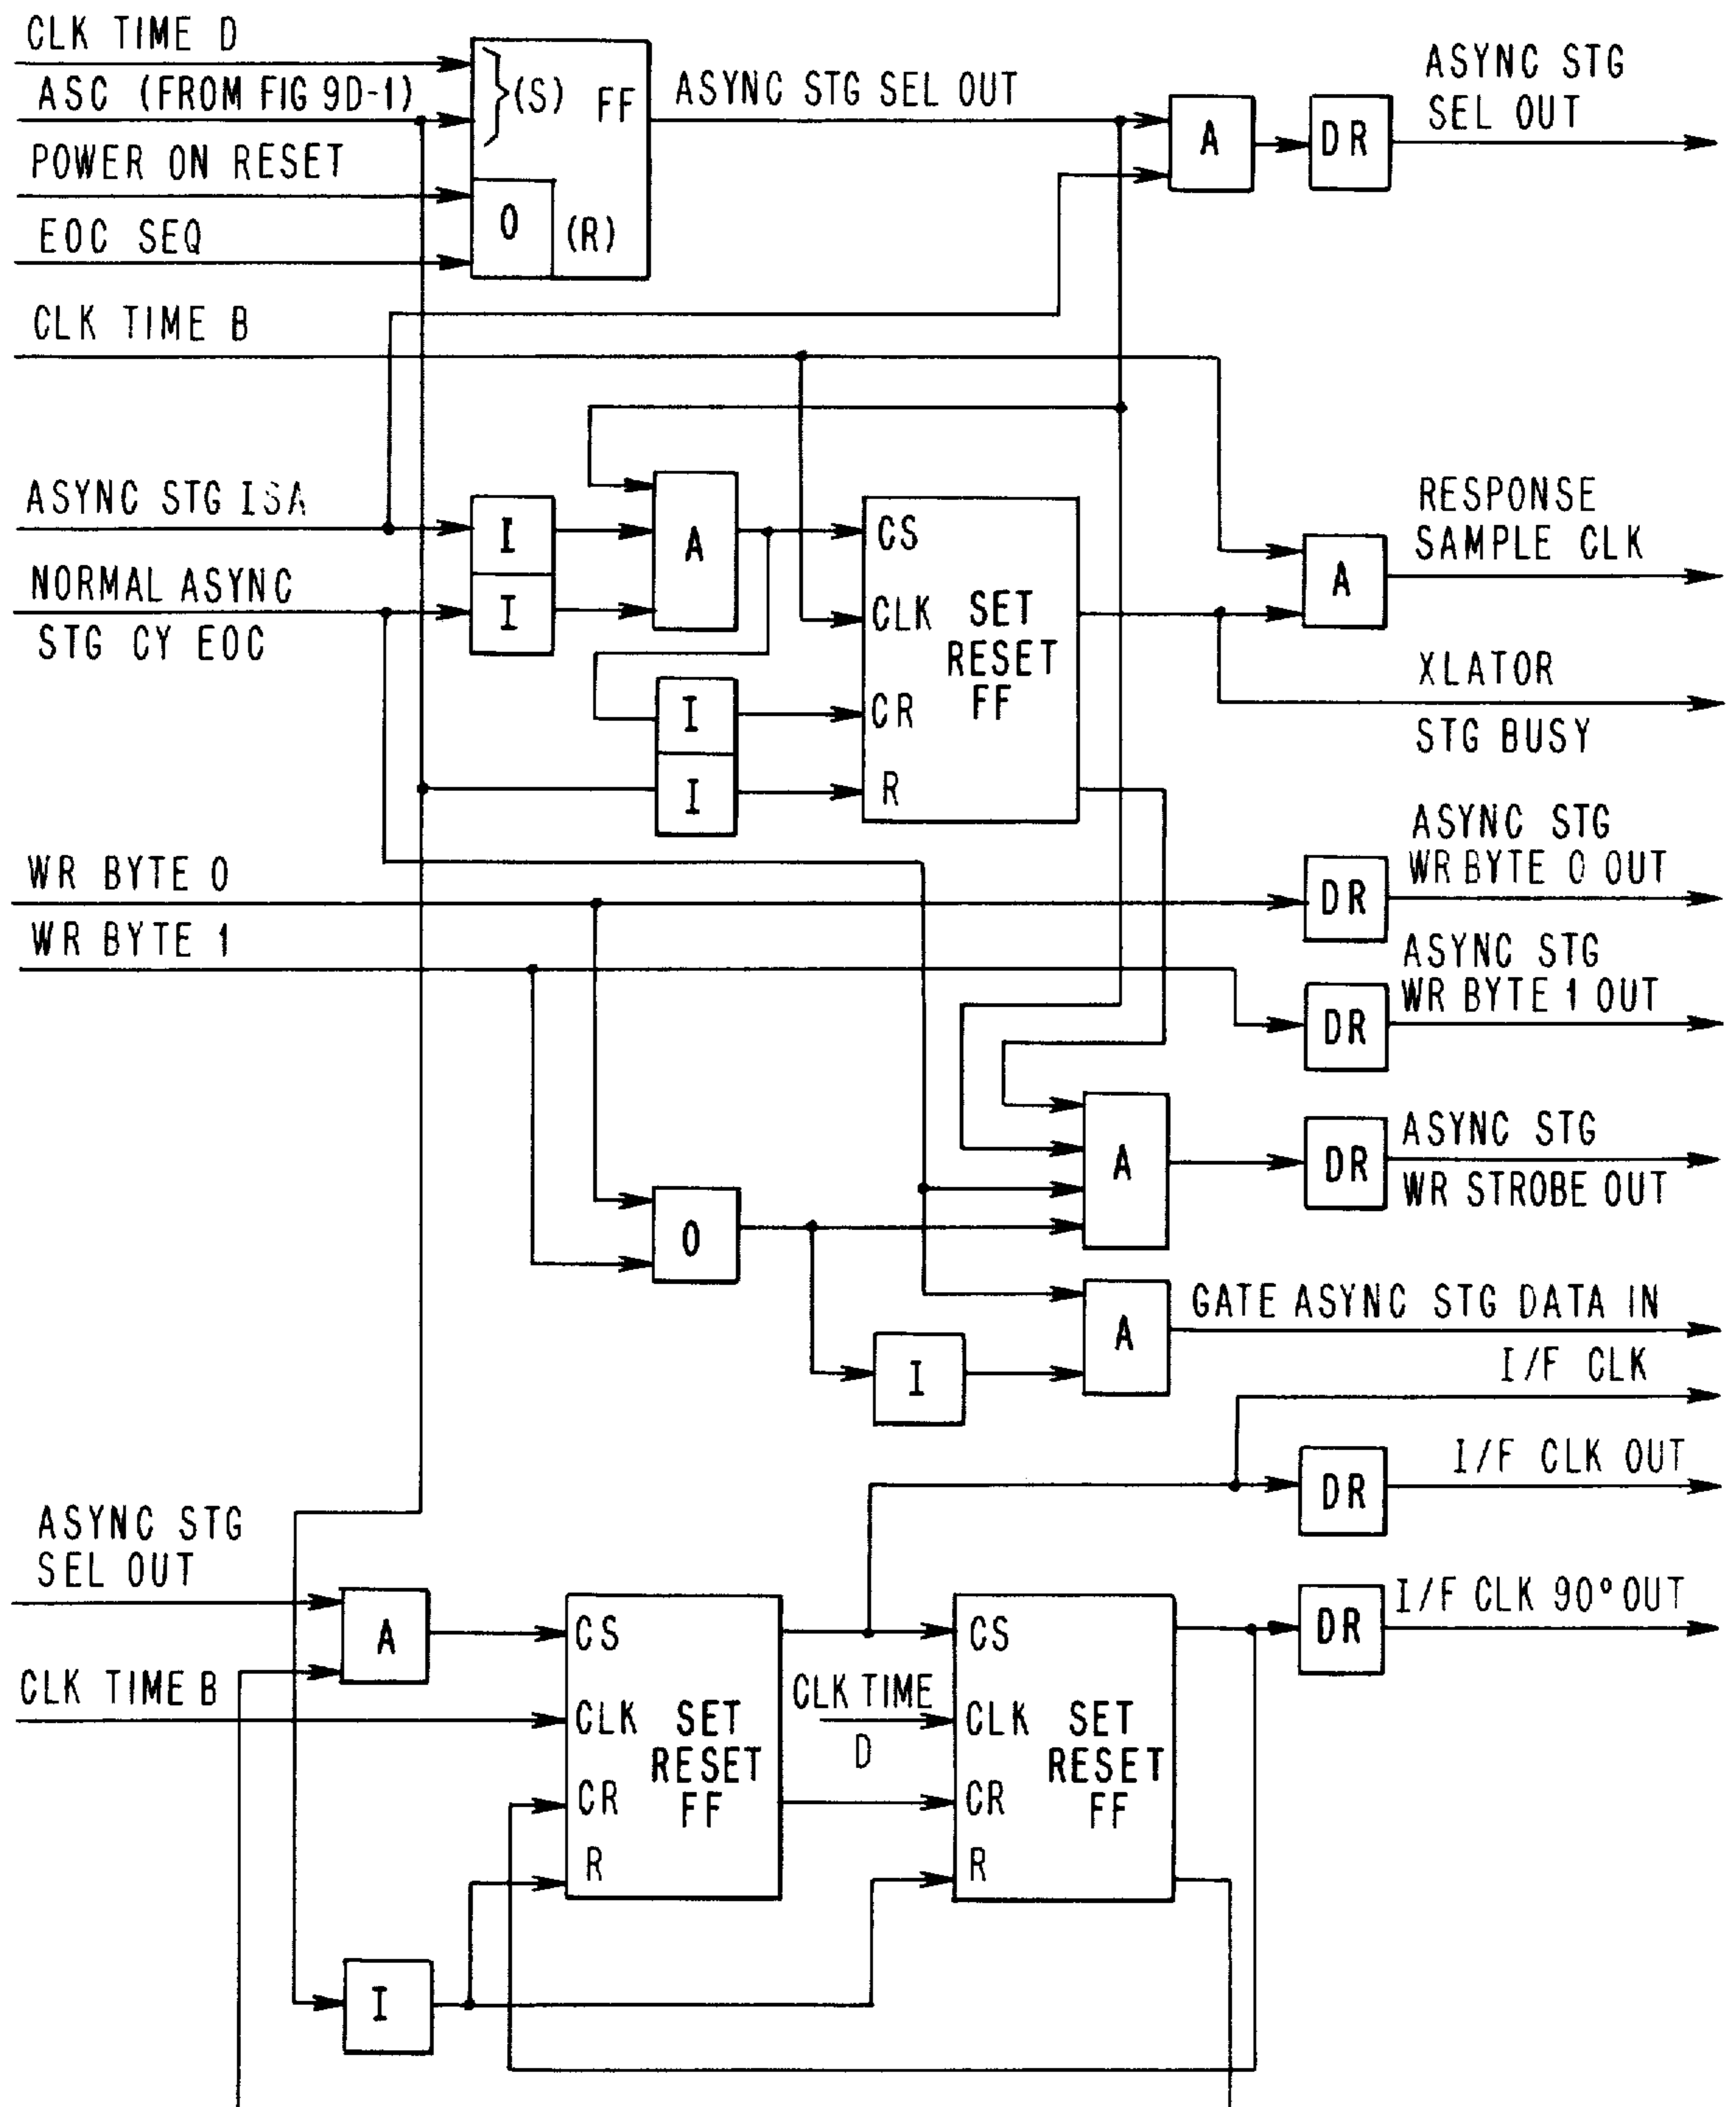 CLK TIME D
ASC (FROM FIG 9D-1)
POWER ON RESET
EOC SEQ
}(S) FF
O (R)
ASYNC STG SEL OUT
A
DR
ASYNC STG
SEL OUT
CLK TIME B
ASYNC STG ISA
NORMAL ASYNC
STG CY EOC
I
I
A
I
I
CS
CLK
CR
R
SET
RESET
FF
A
RESPONSE
SAMPLE CLK
XLATOR
STG BUSY
WR BYTE 0
WR BYTE 1
DR
ASYNC STG
WR BYTE 0 OUT
DR
ASYNC STG
WR BYTE 1 OUT
O
A
DR
ASYNC STG
WR STROBE OUT
I
A
GATE ASYNC STG DATA IN
I/F CLK
DR
I/F CLK OUT
ASYNC STG
SEL OUT
A
CLK TIME B
CS
CLK
CR
R
SET
RESET
FF
CLK TIME
D
CS
CLK
CR
R
SET
RESET
FF
DR
I/F CLK 90° OUT
I